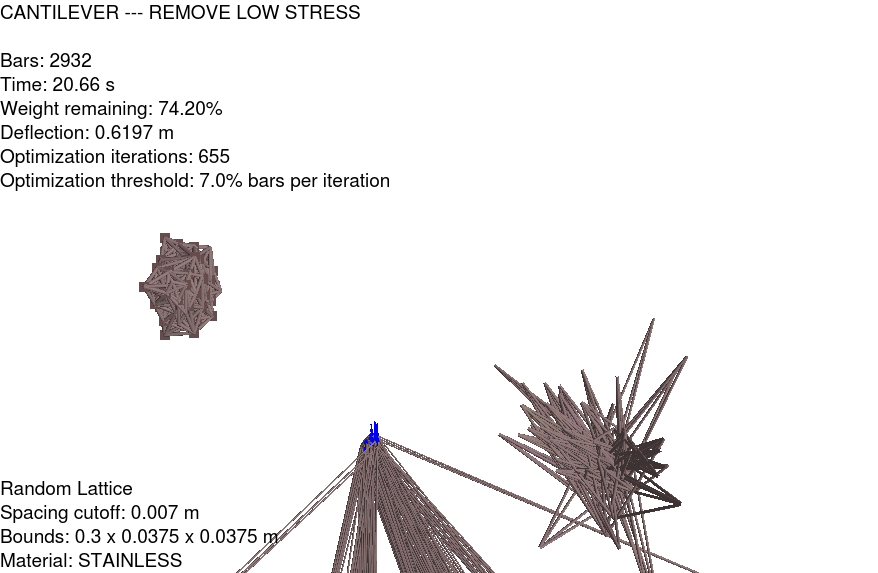 CANTILEVER --- REMOVE LOW STRESS
Bars: 2932
Time: 20.66 s
Weight remaining: 74.20%
Deflection: 0.6197 m
Optimization iterations: 655
Optimization threshold: 7.0% bars per iteration
Random Lattice
Spacing cutoff: 0.007 m
Bounds: 0.3 x 0.0375 x 0.0375 m
Material: STAINLESS